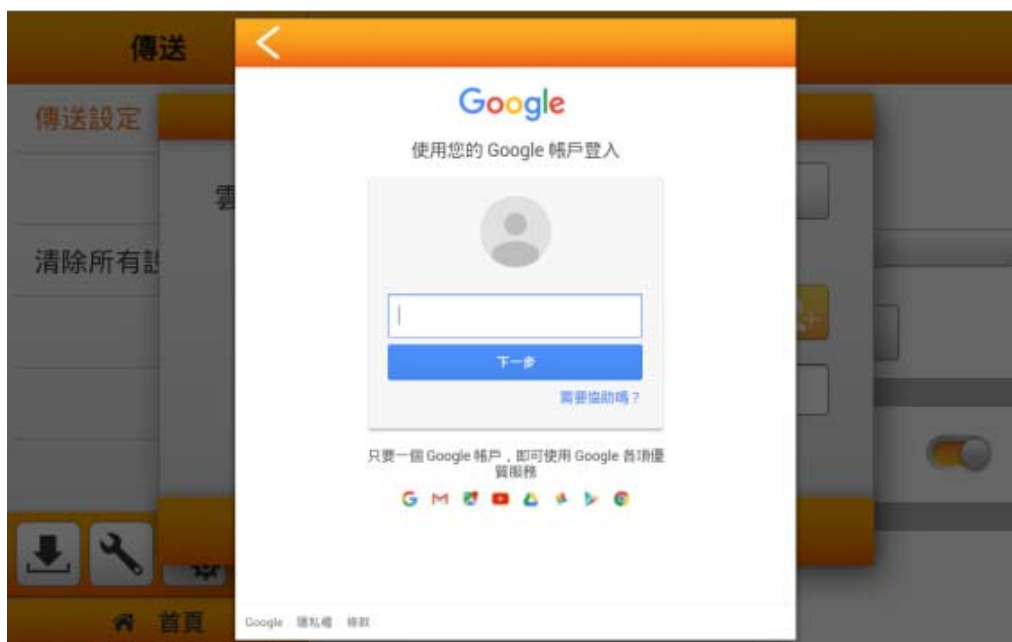 傳送
傳送設定
雲
清除所有設
首頁
Google
使用您的 Google 帳戶登入
下一步
需要協助嗎？
只要一個 Google 帳戶，即可使用 Google 各項優
質服務
Google 隱私權 條款